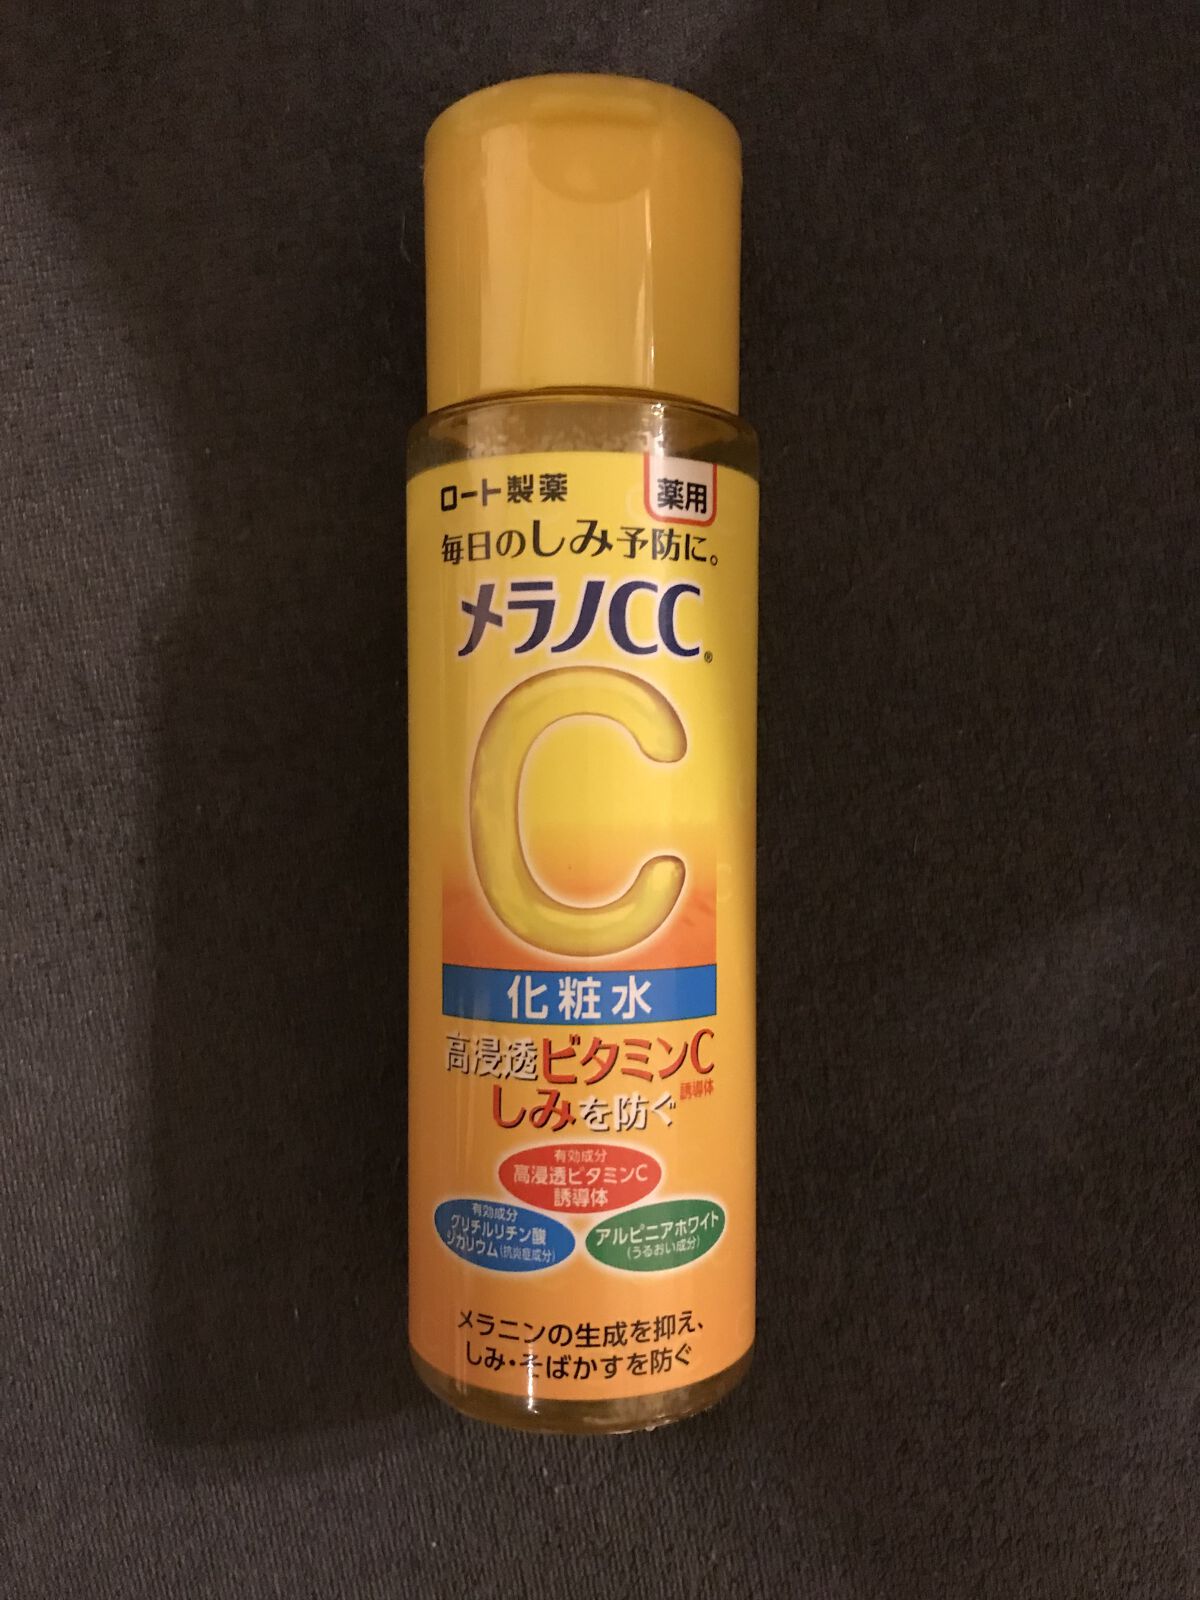 ロート製薬
薬用
毎日のしみ予防に。
メラノCC®
C
化粧水
高浸透ビタミンC
誘導体
しみを防ぐ
有効成分
高浸透ビタミンC
誘導体
有効成分
グリチルリチン酸
ジカリウム(抗炎症成分)
アルピニアホワイト
(うるおい成分)
メラニンの生成を抑え、
しみ・そばかすを防ぐ